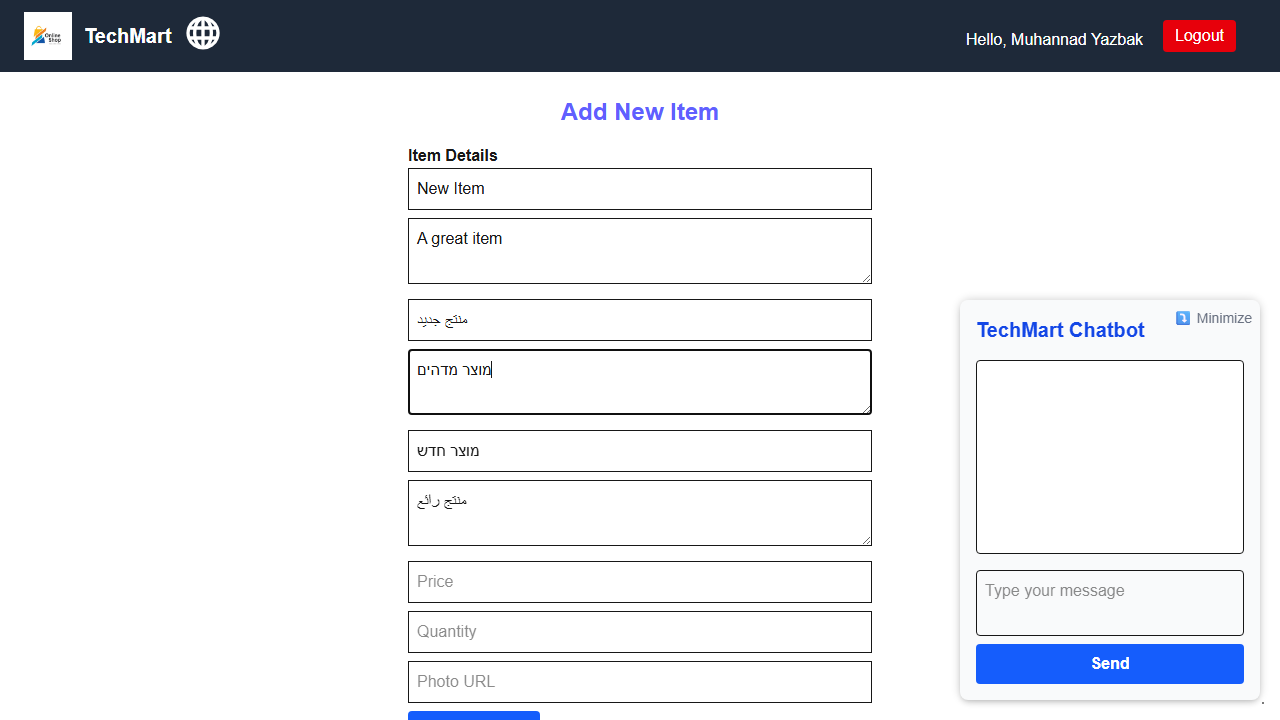 Online
Shop
TechMart
Hello, Muhannad Yazbak
Logout
Add New Item
Item Details
New Item
A great item
منتج جديد
מוצר מדהים
מוצר חדש
منتج رائع
Price
Quantity
Photo URL
Minimize
TechMart Chatbot
Type your message
Send
.